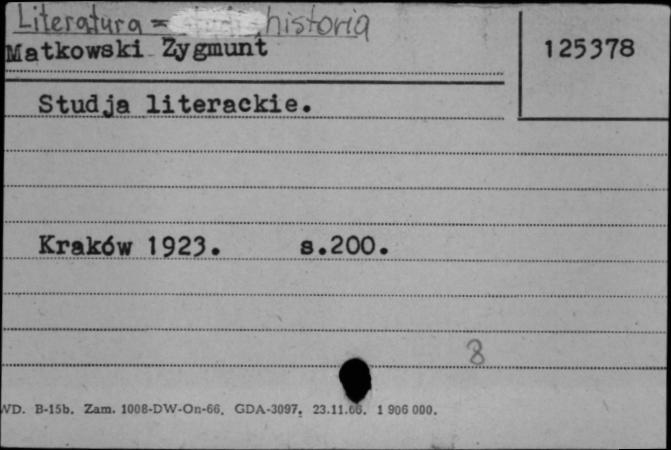 Literatura = historia
Matkowski Zygmunt
125378
Studja literackie.
Kraków 1923. s.200.
8
WD. B-15b. Zam. 1008-DW-On-66. GDA-3097. 23.11.66. 1 906 000.